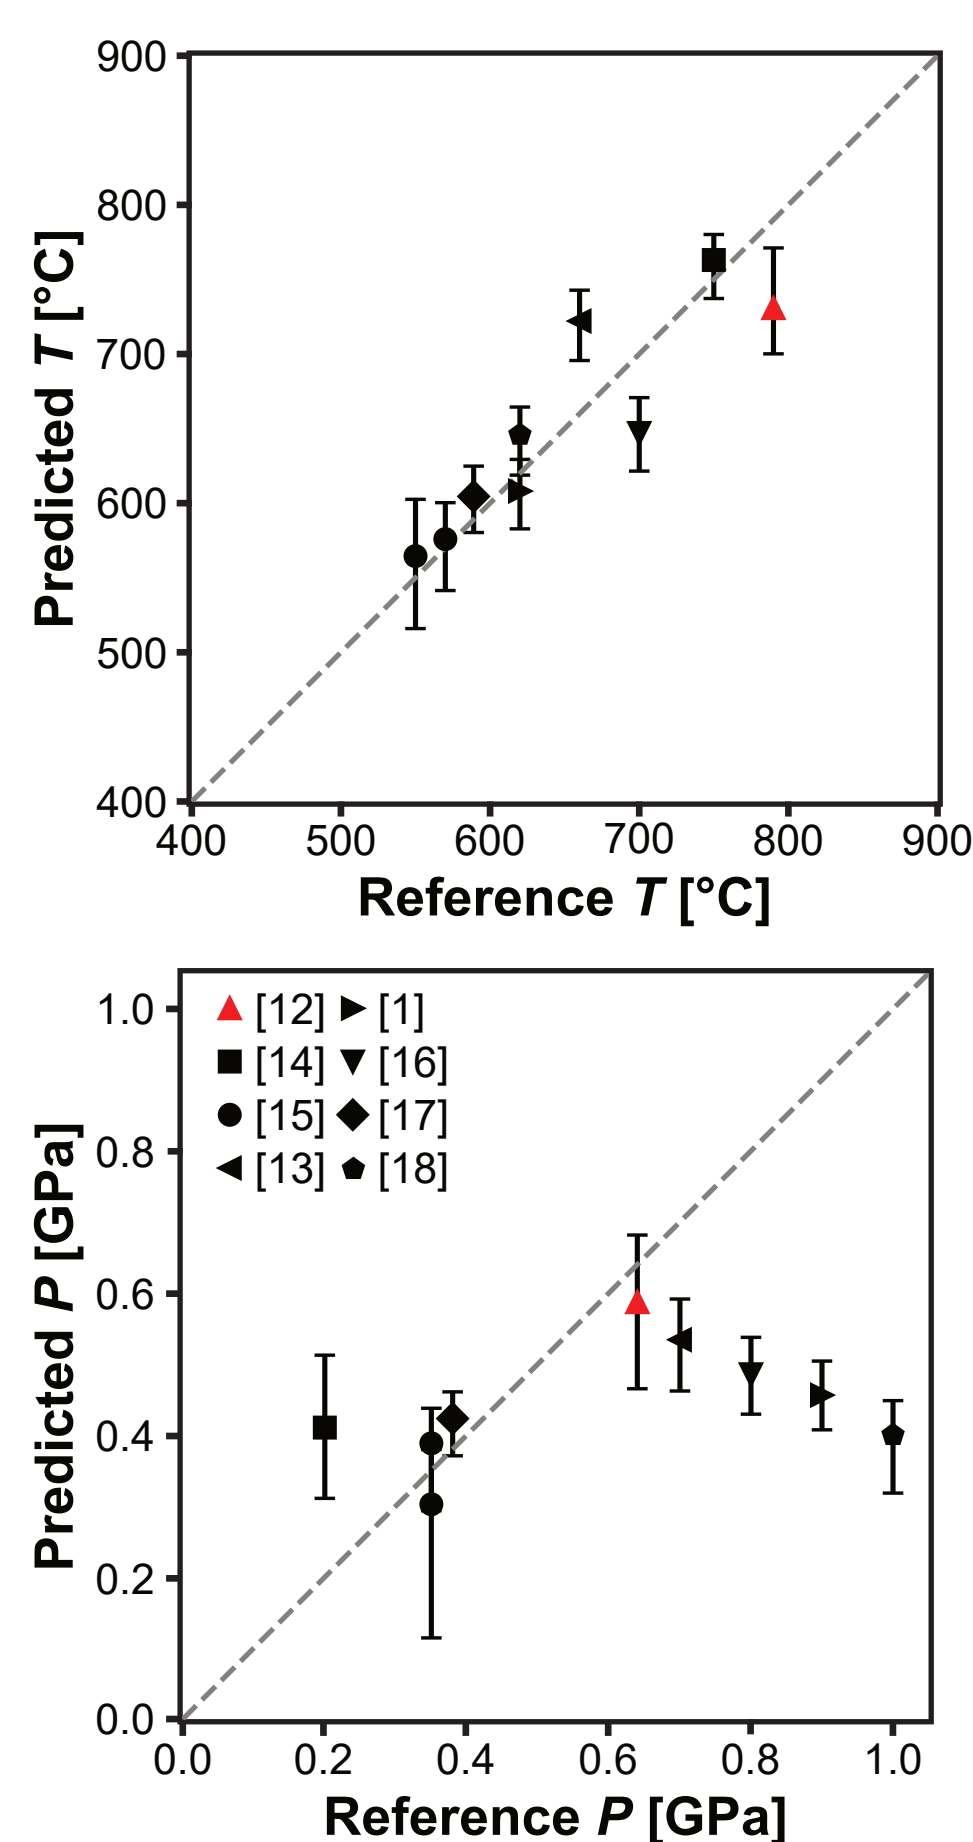 900
800
700
600
500
400
Predicted T [°C]
400 500 600 700 800 900
Reference T [°C]
1.0
0.8
0.6
0.4
0.2
0.0
Predicted P [GPa]
[12] [1]
[14] [16]
[15] [17]
[13] [18]
0.0 0.2 0.4 0.6 0.8 1.0
Reference P [GPa]